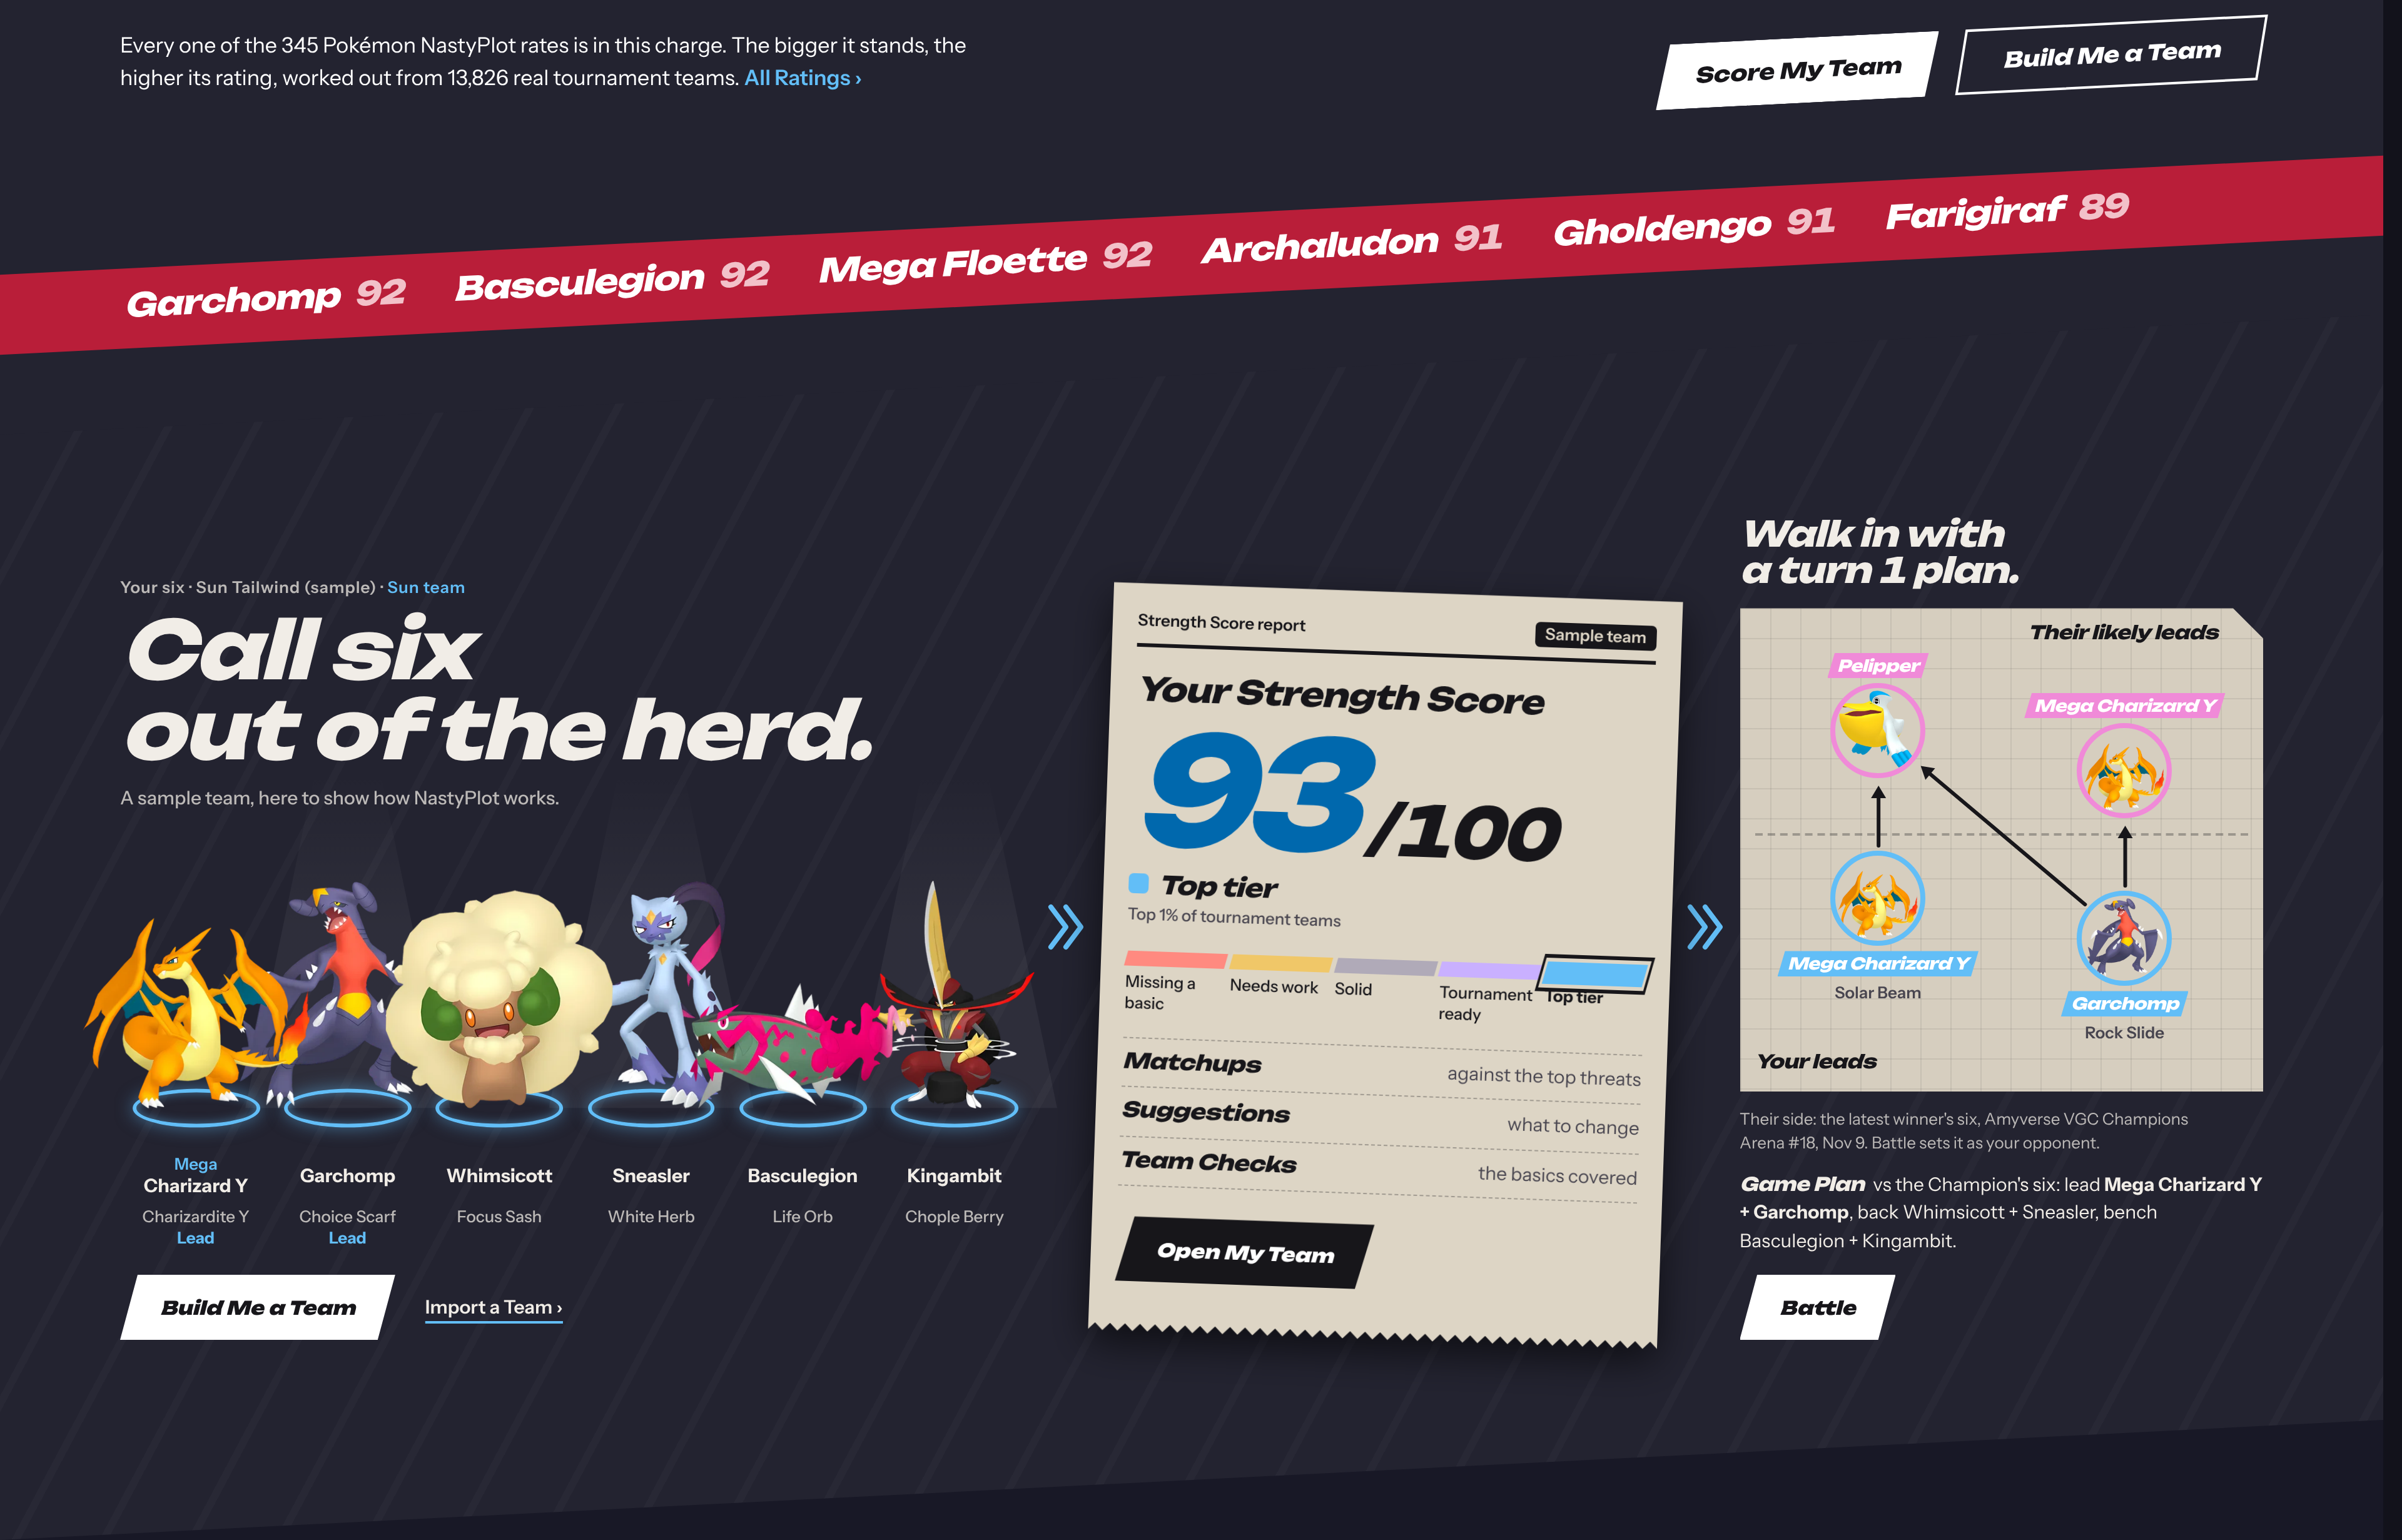 Every one of the 345 Pokémon NastyPlot rates is in this charge. The bigger it stands, the
higher its rating, worked out from 13,826 real tournament teams. All Ratings ›
Score My Team
Build Me a Team
Garchomp 92
Basculegion 92
Mega Floette 92
Archaludon 91
Gholdengo 91
Farigiraf 89
Your six · Sun Tailwind (sample) · Sun team
Call six
out of the herd.
A sample team, here to show how NastyPlot works.
Mega
Charizard Y
Charizardite Y
Lead
Garchomp
Choice Scarf
Lead
Whimsicott
Focus Sash
Sneasler
White Herb
Basculegion
Life Orb
Kingambit
Chople Berry
Build Me a Team
Import a Team ›
Strength Score report
Sample team
Your Strength Score
93/100
Top tier
Top 1% of tournament teams
Missing a
basic
Needs work
Solid
Tournament
ready
Top tier
Matchups
against the top threats
Suggestions
what to change
Team Checks
the basics covered
Open My Team
Walk in with
a turn 1 plan.
Their likely leads
Pelipper
Mega Charizard Y
Mega Charizard Y
Solar Beam
Garchomp
Rock Slide
Your leads
Their side: the latest winner's six, Amyverse VGC Champions
Arena #18, Nov 9. Battle sets it as your opponent.
Game Plan vs the Champion's six: lead Mega Charizard Y
+ Garchomp, back Whimsicott + Sneasler, bench
Basculegion + Kingambit.
Battle